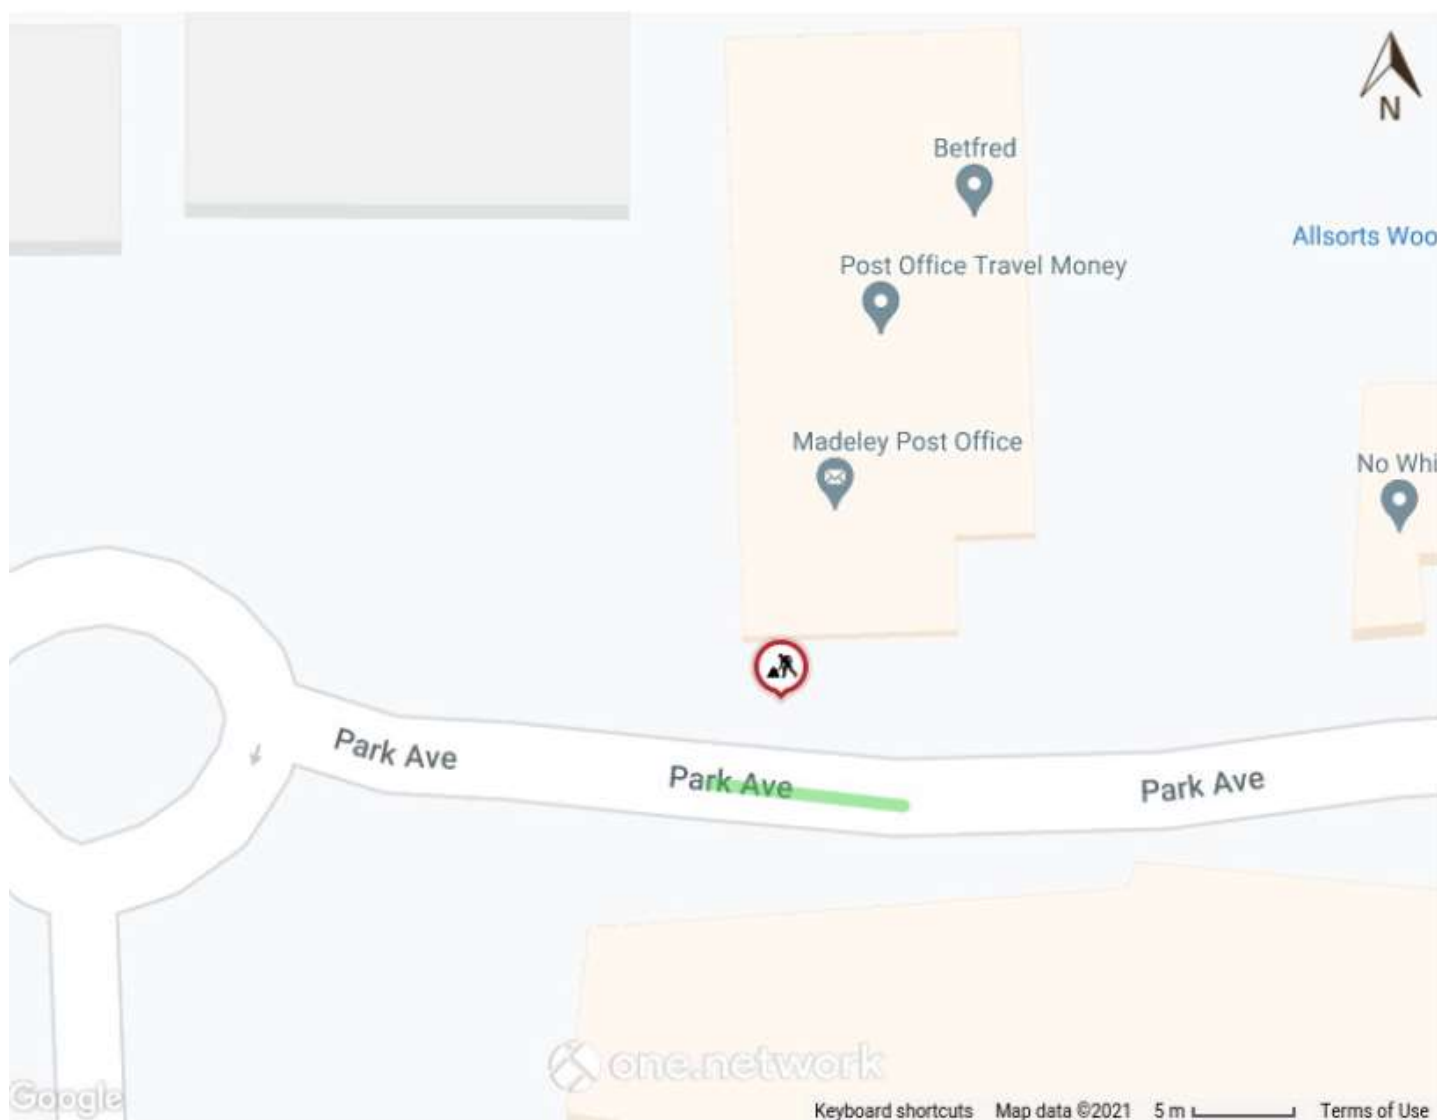 N
Betfred
Allsorts Woo
Post Office Travel Money
Madeley Post Office
No Whi
Park Ave
Park Ave
Park Ave
one.network
Google
Keyboard shortcuts Map data ©2021 5 m Terms of Use